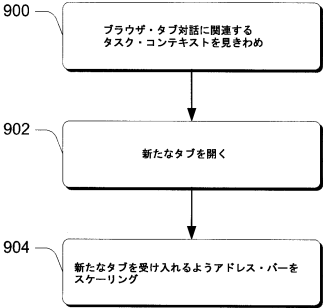 900
ブラウザ・タブ対話に関連する
タスク・コンテキストを見きわめ
902
新たなタブを開く
904
新たなタブを受け入れるようアドレス・バーを
スケーリング